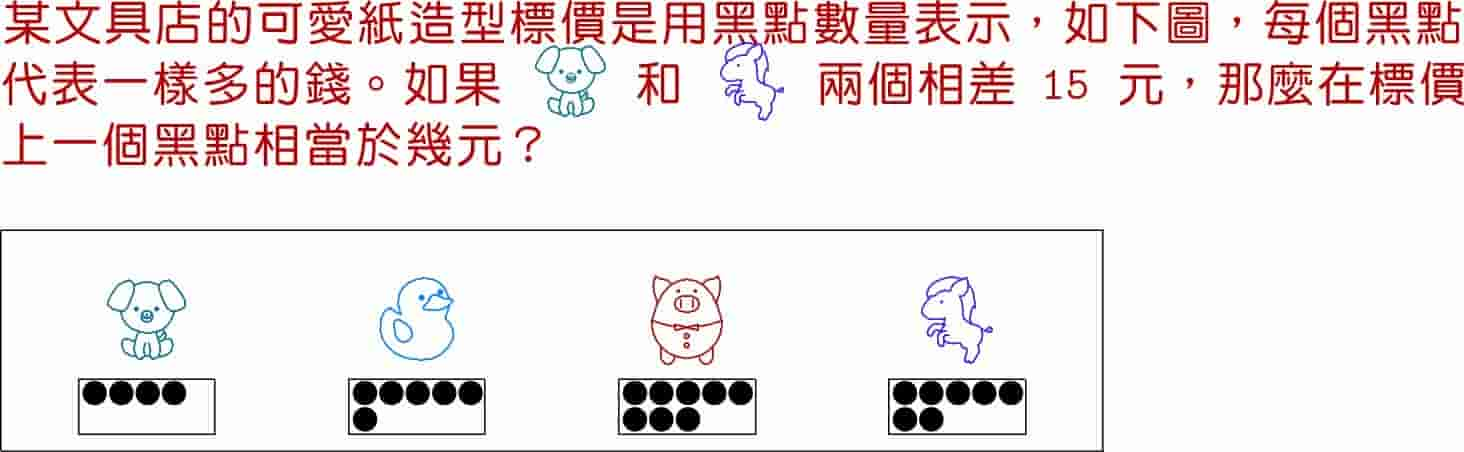 某文具店的可愛紙造型標價是用黑點數量表示，如下圖，每個黑點
代表一樣多的錢。如果 和 兩個相差 15 元，那麼在標價
上一個黑點相當於幾元？